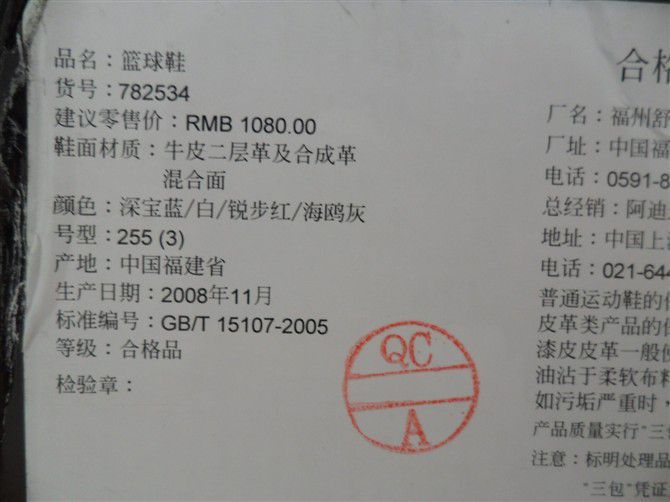 品名：篮球鞋
货号：782534
建议零售价：RMB 1080.00
鞋面材质：牛皮二层革及合成革
混合面
颜色：深宝蓝/白/锐步红/海鸥灰
号型：255 (3)
产地：中国福建省
生产日期：2008年11月
标准编号：GB/T 15107-2005
等级：合格品
检验章：
QC
A
合格
厂名：福州舒
厂址：中国福
电话：0591-8
总经销：阿迪
地址：中国上
电话：021-644
普通运动鞋的
皮革类产品的
漆皮皮革一般使
油沾于柔软布料
如污垢严重时，
产品质量实行"三包
注意：标明处理品
"三包"凭证